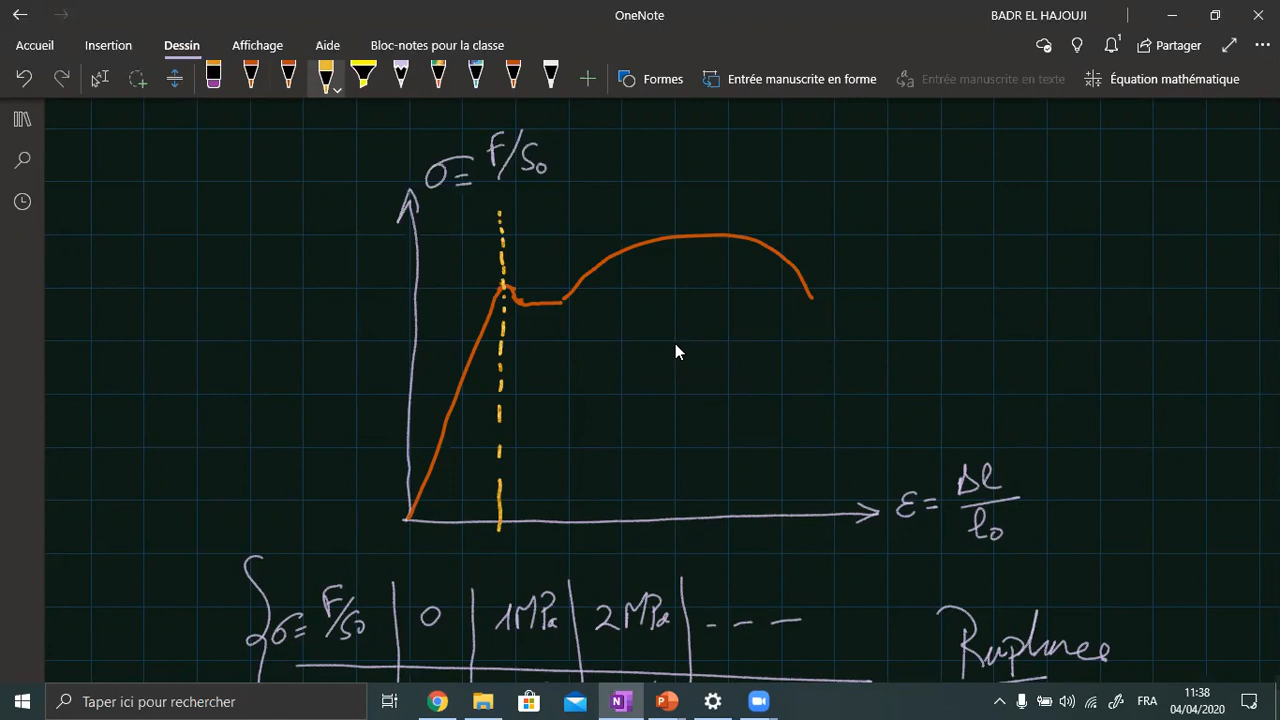 OneNote
BADR EL HAJOUJI
Accueil Insertion Dessin Affichage Aide Bloc-notes pour la classe
Partager
Formes Entrée manuscrite en forme Entrée manuscrite en texte Équation mathématique
σ = F/S₀
ε = Δl/l₀
σ = F/S₀ | 0 | 1MPa | 2MPa | - - -
Rupture
Taper ici pour rechercher
FRA
11:38
04/04/2020